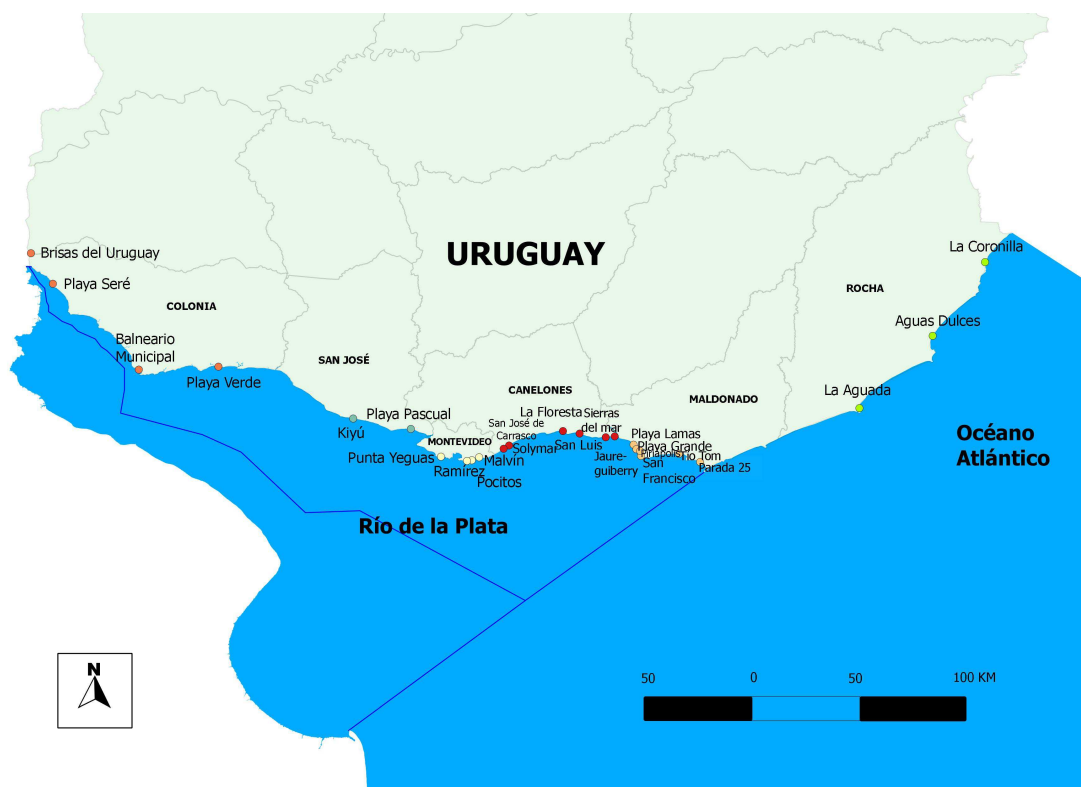 URUGUAY
La Coronilla
Brisas del Uruguay
Playa Seré
ROCHA
COLONIA
Aguas Dulces
Balneario
Municipal
SAN JOSÉ
Playa Verde
CANELONES
La Aguada
MALDONADO
Playa Pascual
Kiyú
San José de
Carrasco
La Floresta
Sierras
del mar
Playa Lamas
MONTEVIDEO
Solymar
San Luis
Playa Grande
Piriápolis
Tío Tom
Punta Yeguas
Ramírez
Malvín
Jaure-
guiberry
San
Francisco
Parada 25
Pocitos
Océano
Atlántico
Río de la Plata
N
50
0
50
100 KM